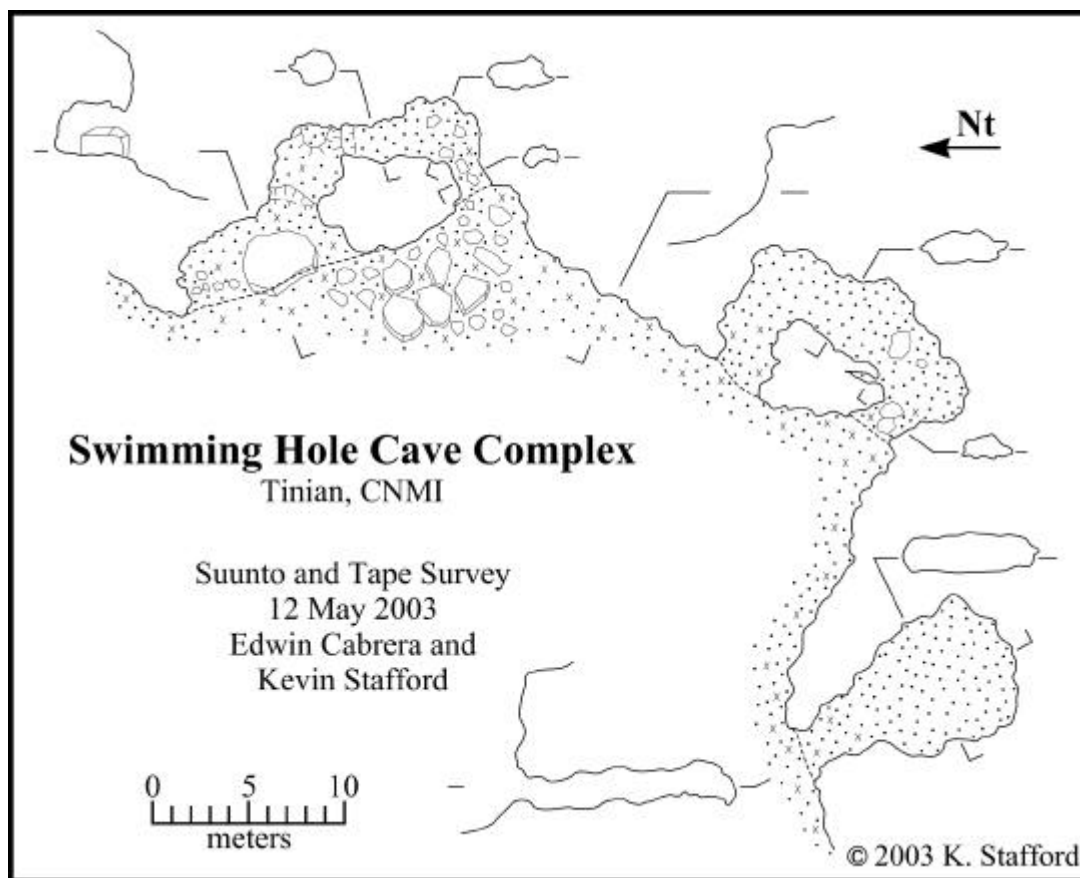 Nt
Swimming Hole Cave Complex
Tinian, CNMI
Suunto and Tape Survey
12 May 2003
Edwin Cabrera and
Kevin Stafford
0 5 10
meters
© 2003 K. Stafford